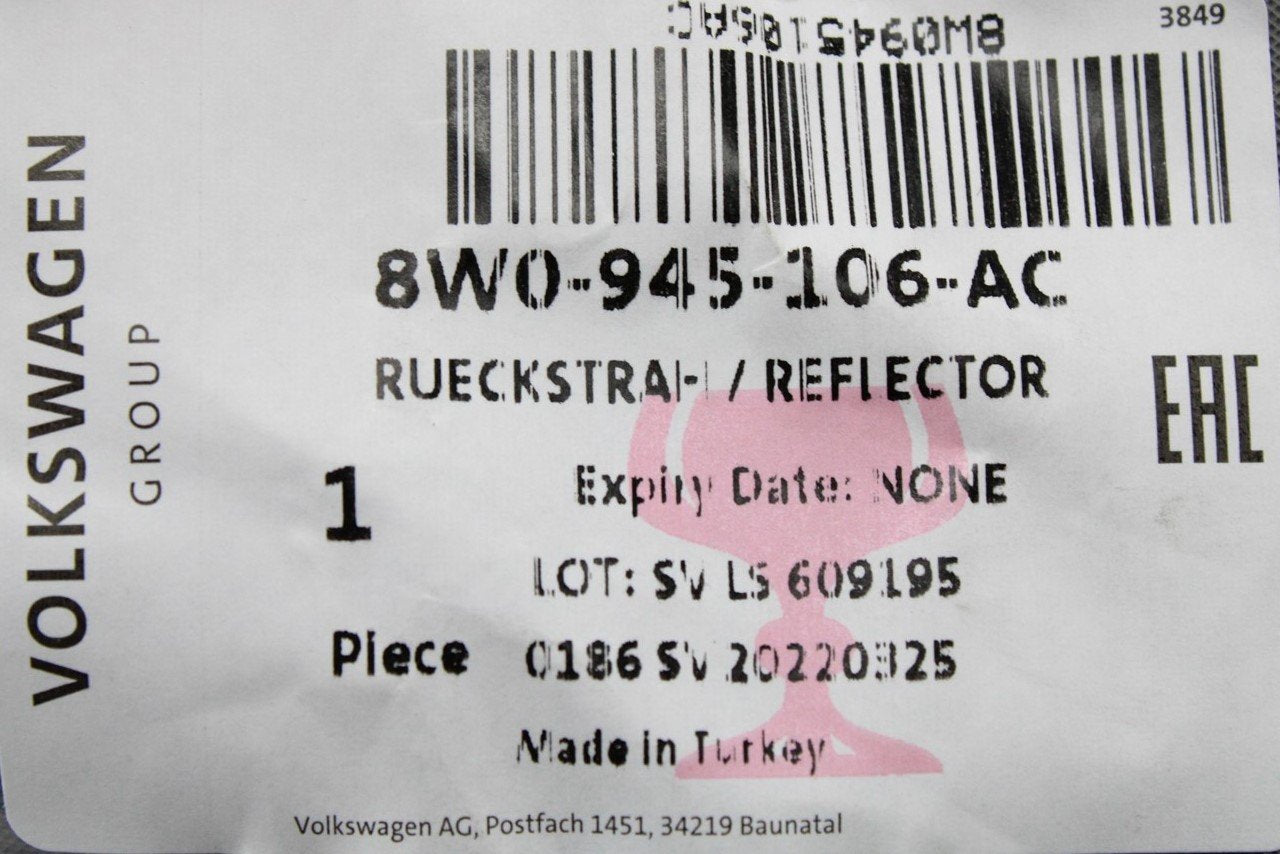 3849
8W0945106AC
VOLKSWAGEN
GROUP
8W0-945-106-AC
RUECKSTRAHL / REFLECTOR
EAC
1
Expiry Date: NONE
LOT: SV LS 609195
Piece
0186 SV 20220325
Made in Turkey
Volkswagen AG, Postfach 1451, 34219 Baunatal